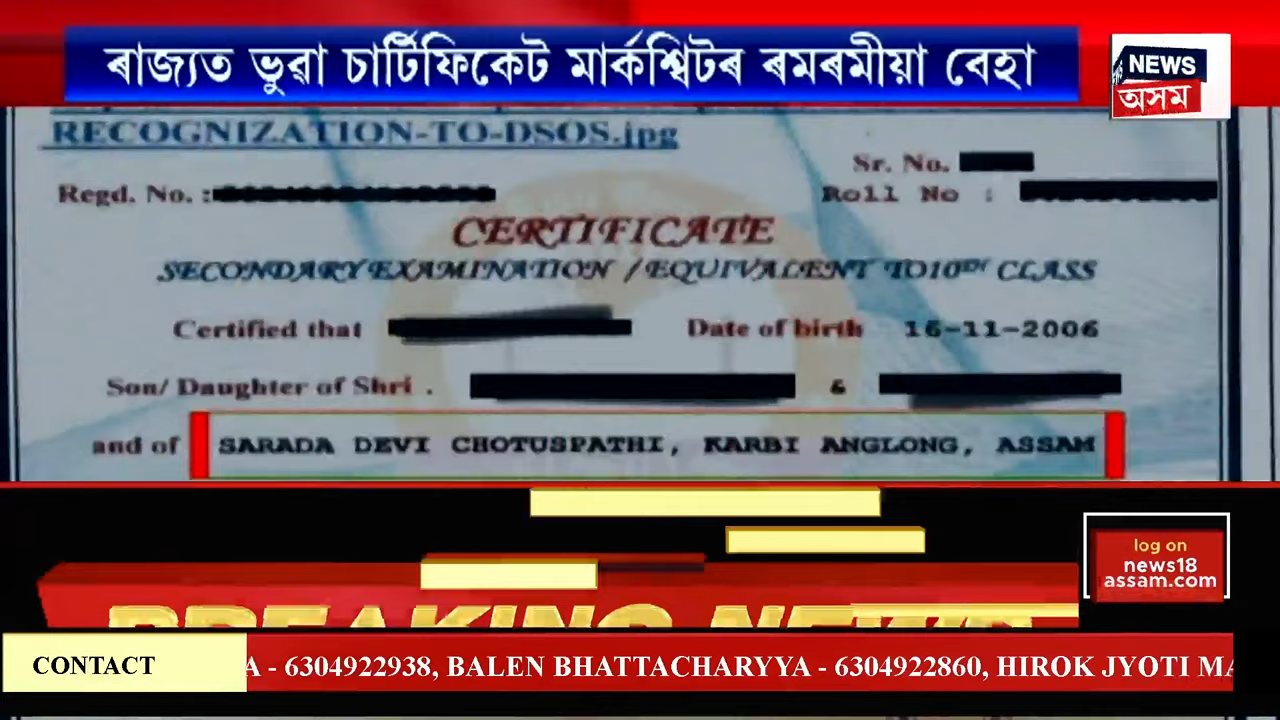 ৰাজ্যত ভুৱা চাৰ্টিফিকেট মাৰ্কশ্বিটৰ ৰমৰমীয়া বেহা
NEWS
অসম
RECOGNIZATION-TO-DSOS.jpg
Sr. No.
Regd. No. :
Roll No :
CERTIFICATE
SECONDARY EXAMINATION / EQUIVALENT TO 10TH CLASS
Certified that Date of birth 16-11-2006
Son/ Daughter of Shri . &
and of SARADA DEVI CHOTUSPATHI, KARBI ANGLONG, ASSAM
log on
news18
assam.com
BREAKING NEWS
CONTACT A - 6304922938, BALEN BHATTACHARYYA - 6304922860, HIROK JYOTI MA